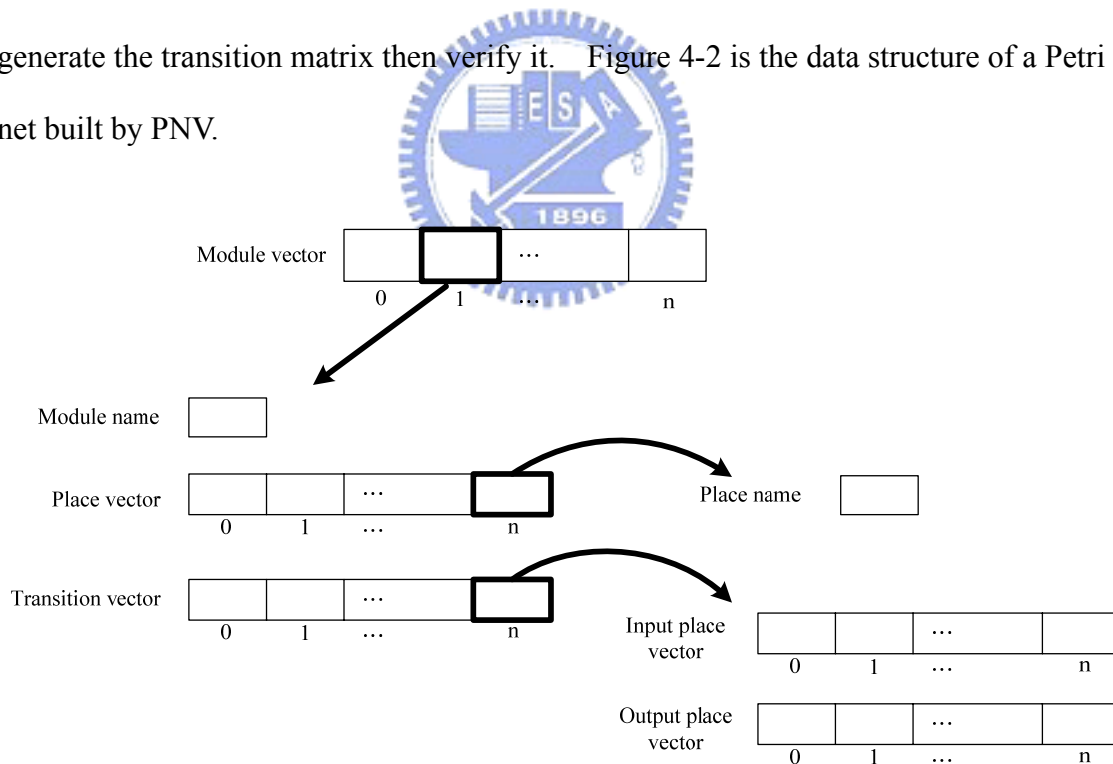 generate the transition matrix then verify it. Figure 4-2 is the data structure of a Petri
net built by PNV.
E S A
1896
Module vector
...
0 1 ... n
Module name
Place vector
...
0 1 ... n
Place name
Transition vector
...
0 1 ... n
Input place
vector
...
0 1 ... n
Output place
vector
...
0 1 ... n